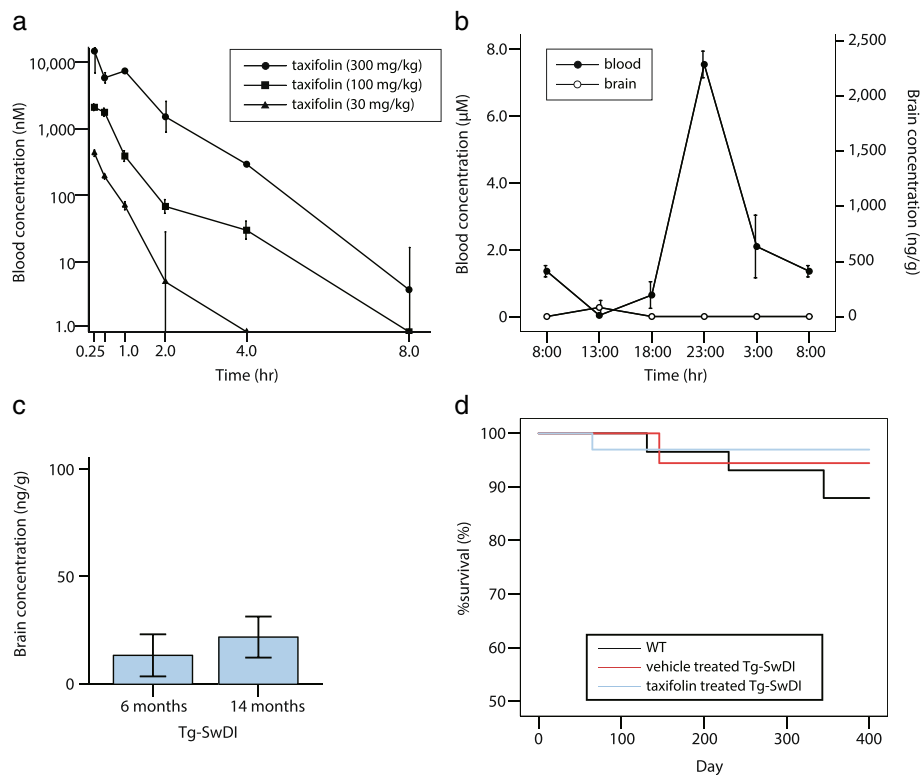 a
Blood concentration (nM)
10,000
1,000
100
10
1.0
0.25
1.0
2.0
4.0
8.0
Time (hr)
taxifolin (300 mg/kg)
taxifolin (100 mg/kg)
taxifolin (30 mg/kg)
b
Blood concentration (μM)
8.0
6.0
4.0
2.0
0
2,500
2,000
1,500
1,000
500
0
Brain concentration (ng/g)
blood
brain
8:00
13:00
18:00
23:00
3:00
8:00
Time (hr)
c
Brain concentration (ng/g)
100
50
0
6 months
14 months
Tg-SwDI
d
%survival (%)
100
90
80
70
60
50
WT
vehicle treated Tg-SwDI
taxifolin treated Tg-SwDI
0
100
200
300
400
Day